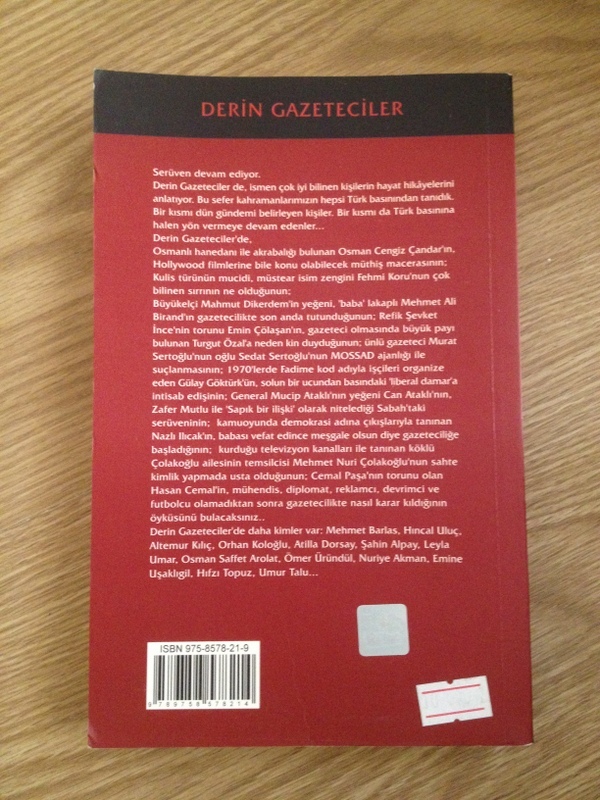 DERİN GAZETECİLER
Serüven devam ediyor.
Derin Gazeteciler de, ismen çok iyi bilinen kişilerin hayat hikâyelerini
anlatıyor. Bu sefer kahramanlarımızın hepsi Türk basınından tanıdık.
Bir kısmı dün gündemi belirleyen kişiler. Bir kısmı da Türk basınına
halen yön vermeye devam edenler...
Derin Gazeteciler'de,
Osmanlı hanedanı ile akrabalığı bulunan Osman Cengiz Çandar'ın,
Hollywood filmlerine bile konu olabilecek müthiş macerasının;
Kulis türünün mucidi, müstear isim zengini Fehmi Koru'nun çok
bilinen sırrının ne olduğunun;
Büyükelçi Mahmut Dikerdem'in yeğeni, 'baba' lakaplı Mehmet Ali
Birand'ın gazetecilikte son anda tutunduğunun; Refik Şevket
İnce'nin torunu Emin Çölaşan'ın, gazeteci olmasında büyük payı
bulunan Turgut Özal'a neden kin duyduğunun; ünlü gazeteci Murat
Sertoğlu'nun oğlu Sedat Sertoğlu'nun MOSSAD ajanlığı ile
suçlanmasının; 1970'lerde Fadime kod adıyla işçileri organize
eden Gülay Göktürk'ün, solun bir ucundan basındaki 'liberal damar'a
intisab edişinin; General Mucip Ataklı'nın yeğeni Can Ataklı'nın,
Zafer Mutlu ile 'Sapık bir ilişki' olarak nitelediği Sabah'taki
serüveninin; kamuoyunda demokrasi adına çıkışlarıyla tanınan
Nazlı Ilıcak'ın, babası vefat edince meşgale olsun diye gazeteciliğe
başladığının; kurduğu televizyon kanalları ile tanınan köklü
Çolakoğlu ailesinin temsilcisi Mehmet Nuri Çolakoğlu'nun sahte
kimlik yapmada usta olduğunun; Cemal Paşa'nın torunu olan
Hasan Cemal'in, mühendis, diplomat, reklamcı, devrimci ve
futbolcu olamadıktan sonra gazetecilikte nasıl karar kıldığının
öyküsünü bulacaksınız..
Derin Gazeteciler'de daha kimler var: Mehmet Barlas, Hıncal Uluç,
Altemur Kılıç, Orhan Koloğlu, Atilla Dorsay, Şahin Alpay, Leyla
Umar, Osman Saffet Arolat, Ömer Üründül, Nuriye Akman, Emine
Uşaklıgil, Hıfzı Topuz, Umur Talu...
ISBN 975-8578-21-9
9 789758 578214